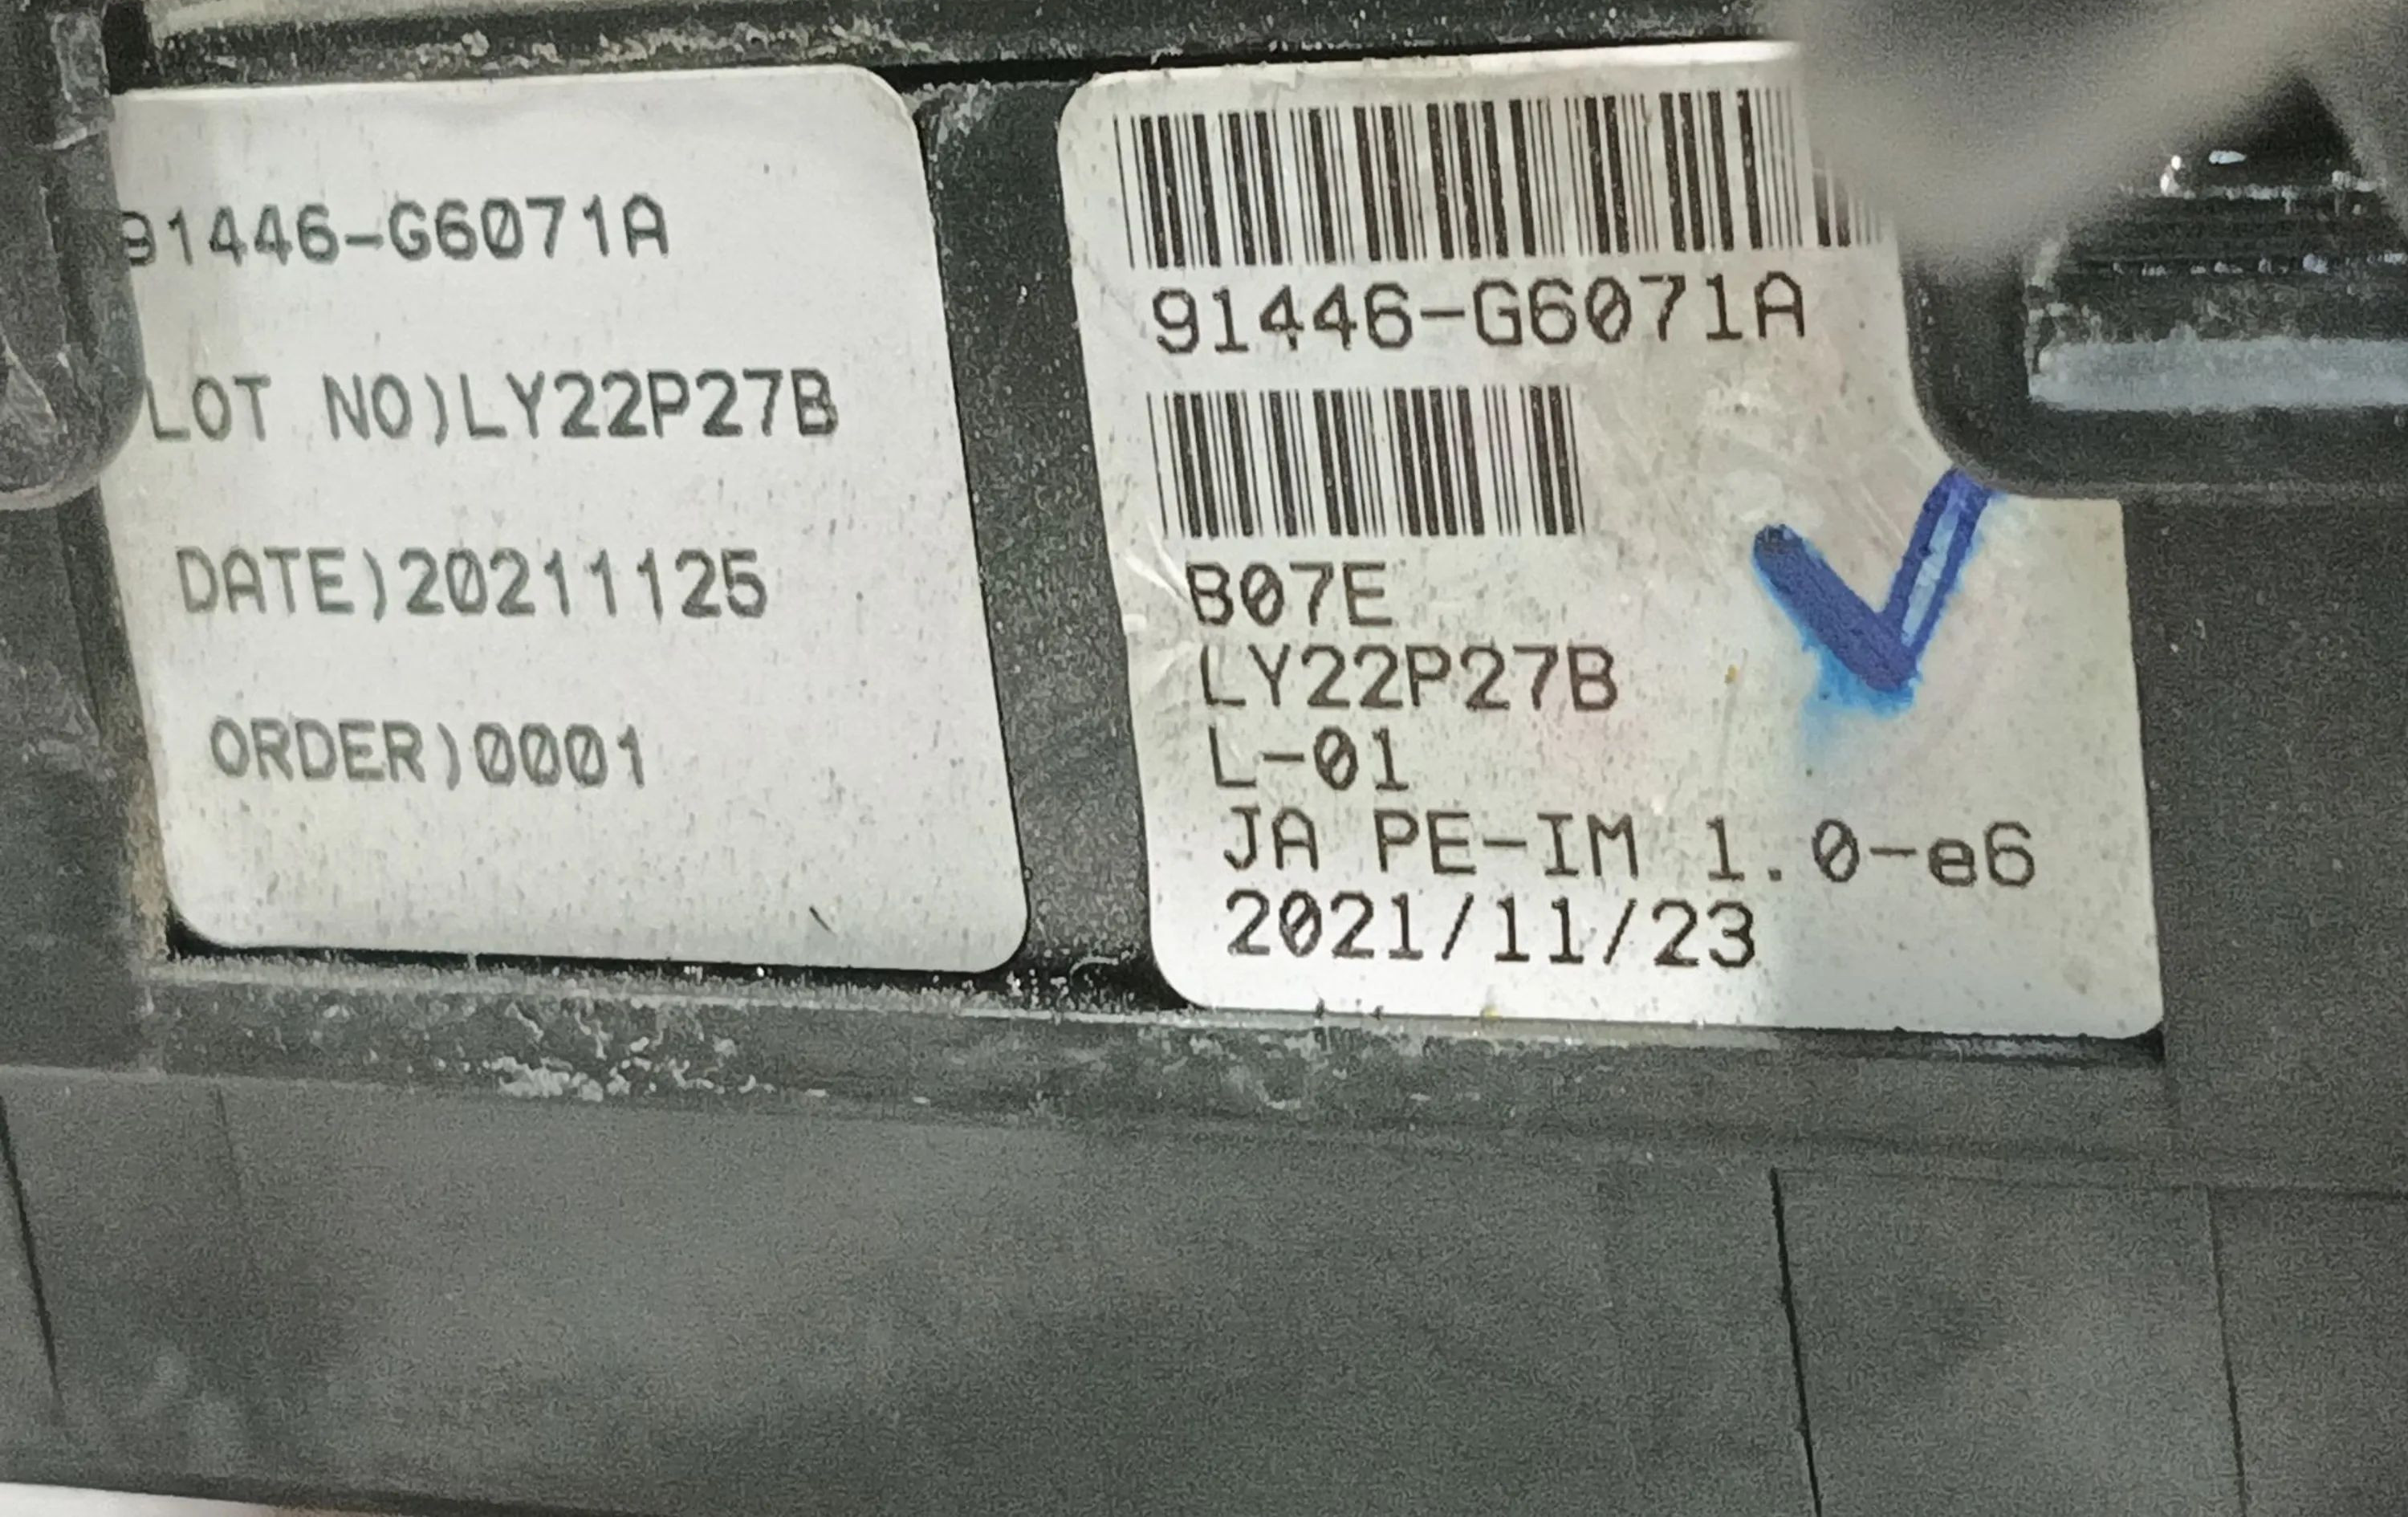 91446-G6071A
LOT NO)LY22P27B
DATE)20211125
ORDER)0001
91446-G6071A
B07E
LY22P27B
L-01
JA PE-IM 1.0-e6
2021/11/23